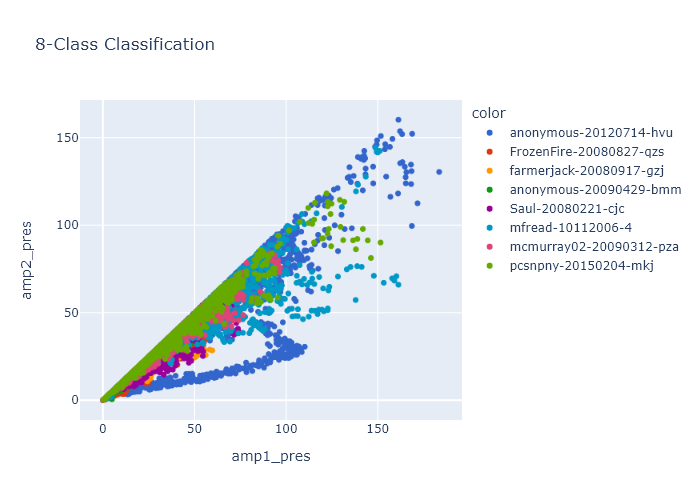 8-Class Classification
color
anonymous-20120714-hvu
FrozenFire-20080827-qzs
farmerjack-20080917-gzj
anonymous-20090429-bmm
Saul-20080221-cjc
mfread-10112006-4
mcmurray02-20090312-pza
pcsnpny-20150204-mkj
amp2_pres
150
100
50
0
0 50 100 150
amp1_pres